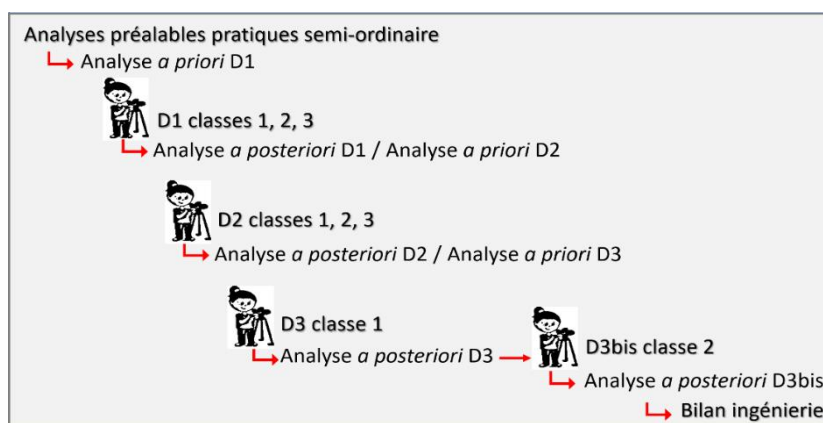 Analyses préalables pratiques semi-ordinaire
Analyse a priori D1
D1 classes 1, 2, 3
Analyse a posteriori D1 / Analyse a priori D2
D2 classes 1, 2, 3
Analyse a posteriori D2 / Analyse a priori D3
D3 classe 1
Analyse a posteriori D3
D3bis classe 2
Analyse a posteriori D3bis
Bilan ingénierie